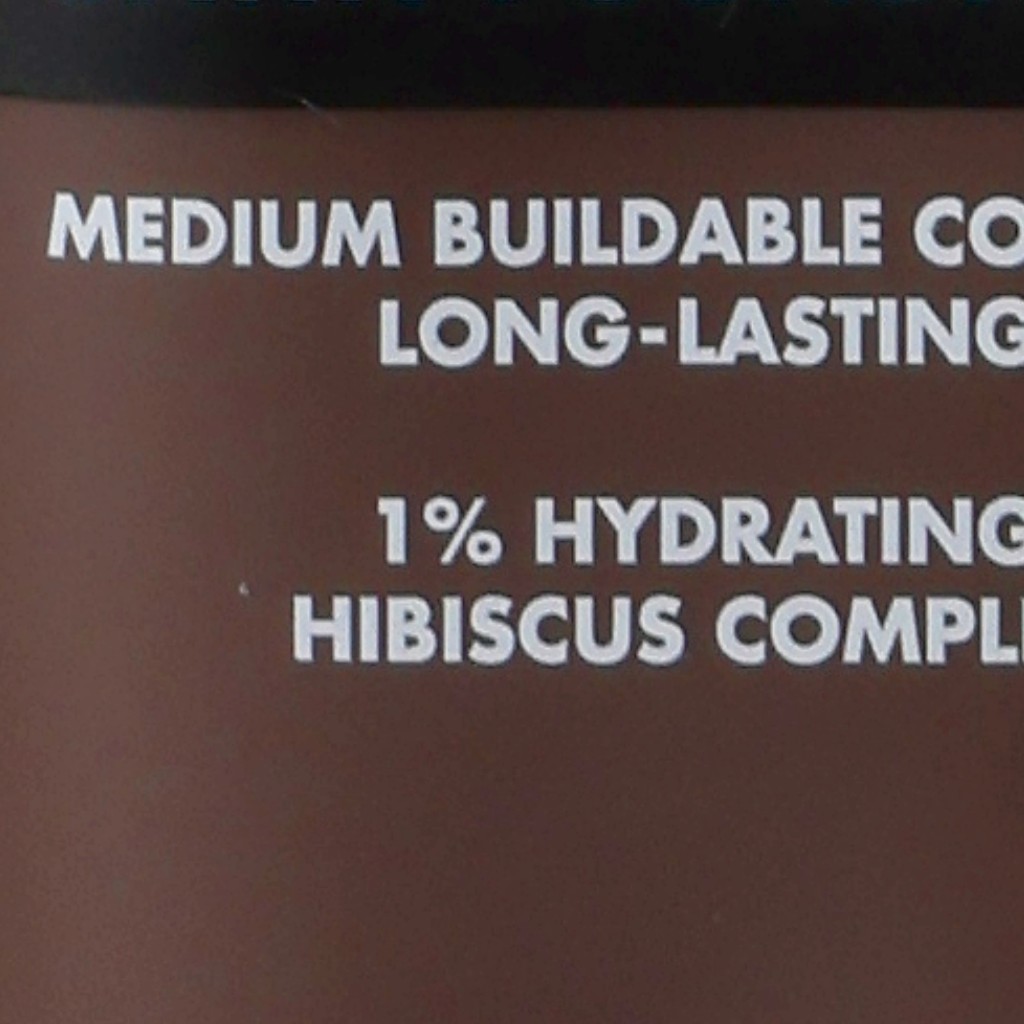 MEDIUM BUILDABLE CO
LONG-LASTING
1% HYDRATING
HIBISCUS COMPL